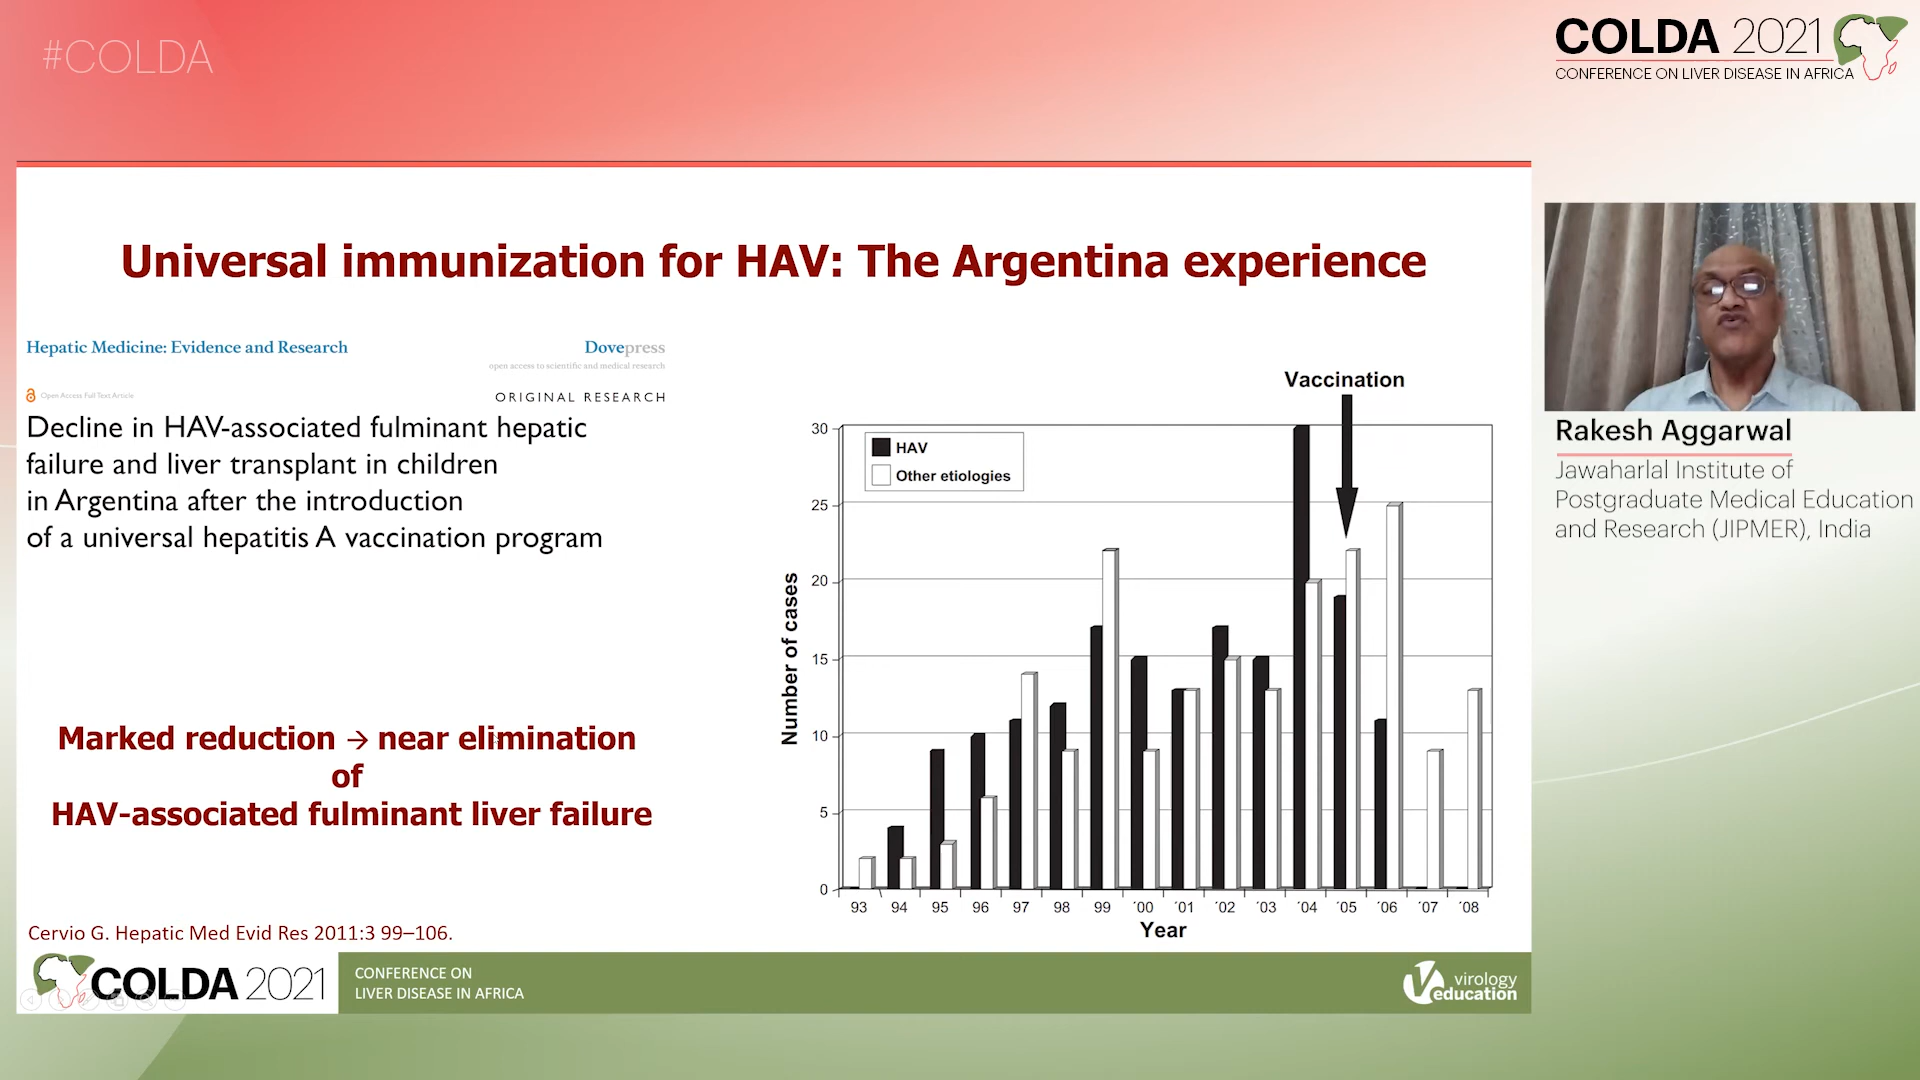 #COLDA
COLDA 2021
CONFERENCE ON LIVER DISEASE IN AFRICA
Universal immunization for HAV: The Argentina experience
Hepatic Medicine: Evidence and Research
Dovepress
open access to scientific and medical research
Open Access Full Text Article
ORIGINAL RESEARCH
Decline in HAV-associated fulminant hepatic
failure and liver transplant in children
in Argentina after the introduction
of a universal hepatitis A vaccination program
Marked reduction → near elimination
of
HAV-associated fulminant liver failure
Vaccination
HAV
Other etiologies
Number of cases
30
25
20
15
10
5
0
93 94 95 96 97 98 99 ´00 ´01 ´02 ´03 ´04 ´05 ´06 ´07 ´08
Year
Cervio G. Hepatic Med Evid Res 2011:3 99–106.
COLDA 2021
CONFERENCE ON
LIVER DISEASE IN AFRICA
virology
education
Rakesh Aggarwal
Jawaharlal Institute of
Postgraduate Medical Education
and Research (JIPMER), India